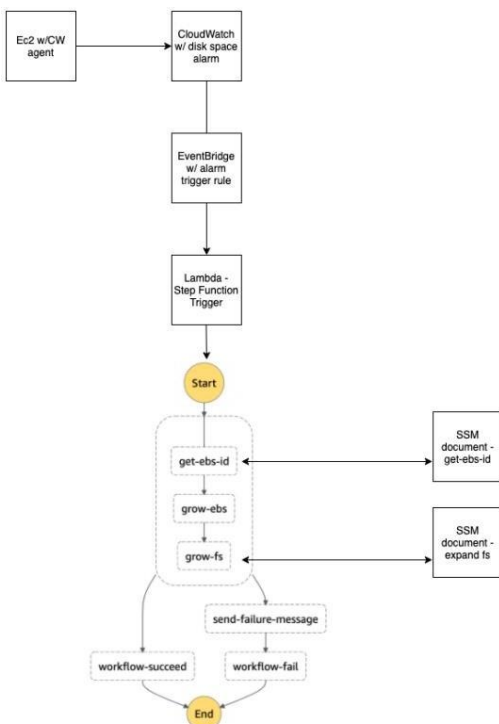 Ec2 w/CW
agent
CloudWatch
w/ disk space
alarm
EventBridge
w/ alarm
trigger rule
Lambda -
Step Function
Trigger
Start
get-ebs-id
SSM
document -
get-ebs-id
grow-ebs
grow-fs
SSM
document -
expand fs
send-failure-message
workflow-succeed
workflow-fail
End